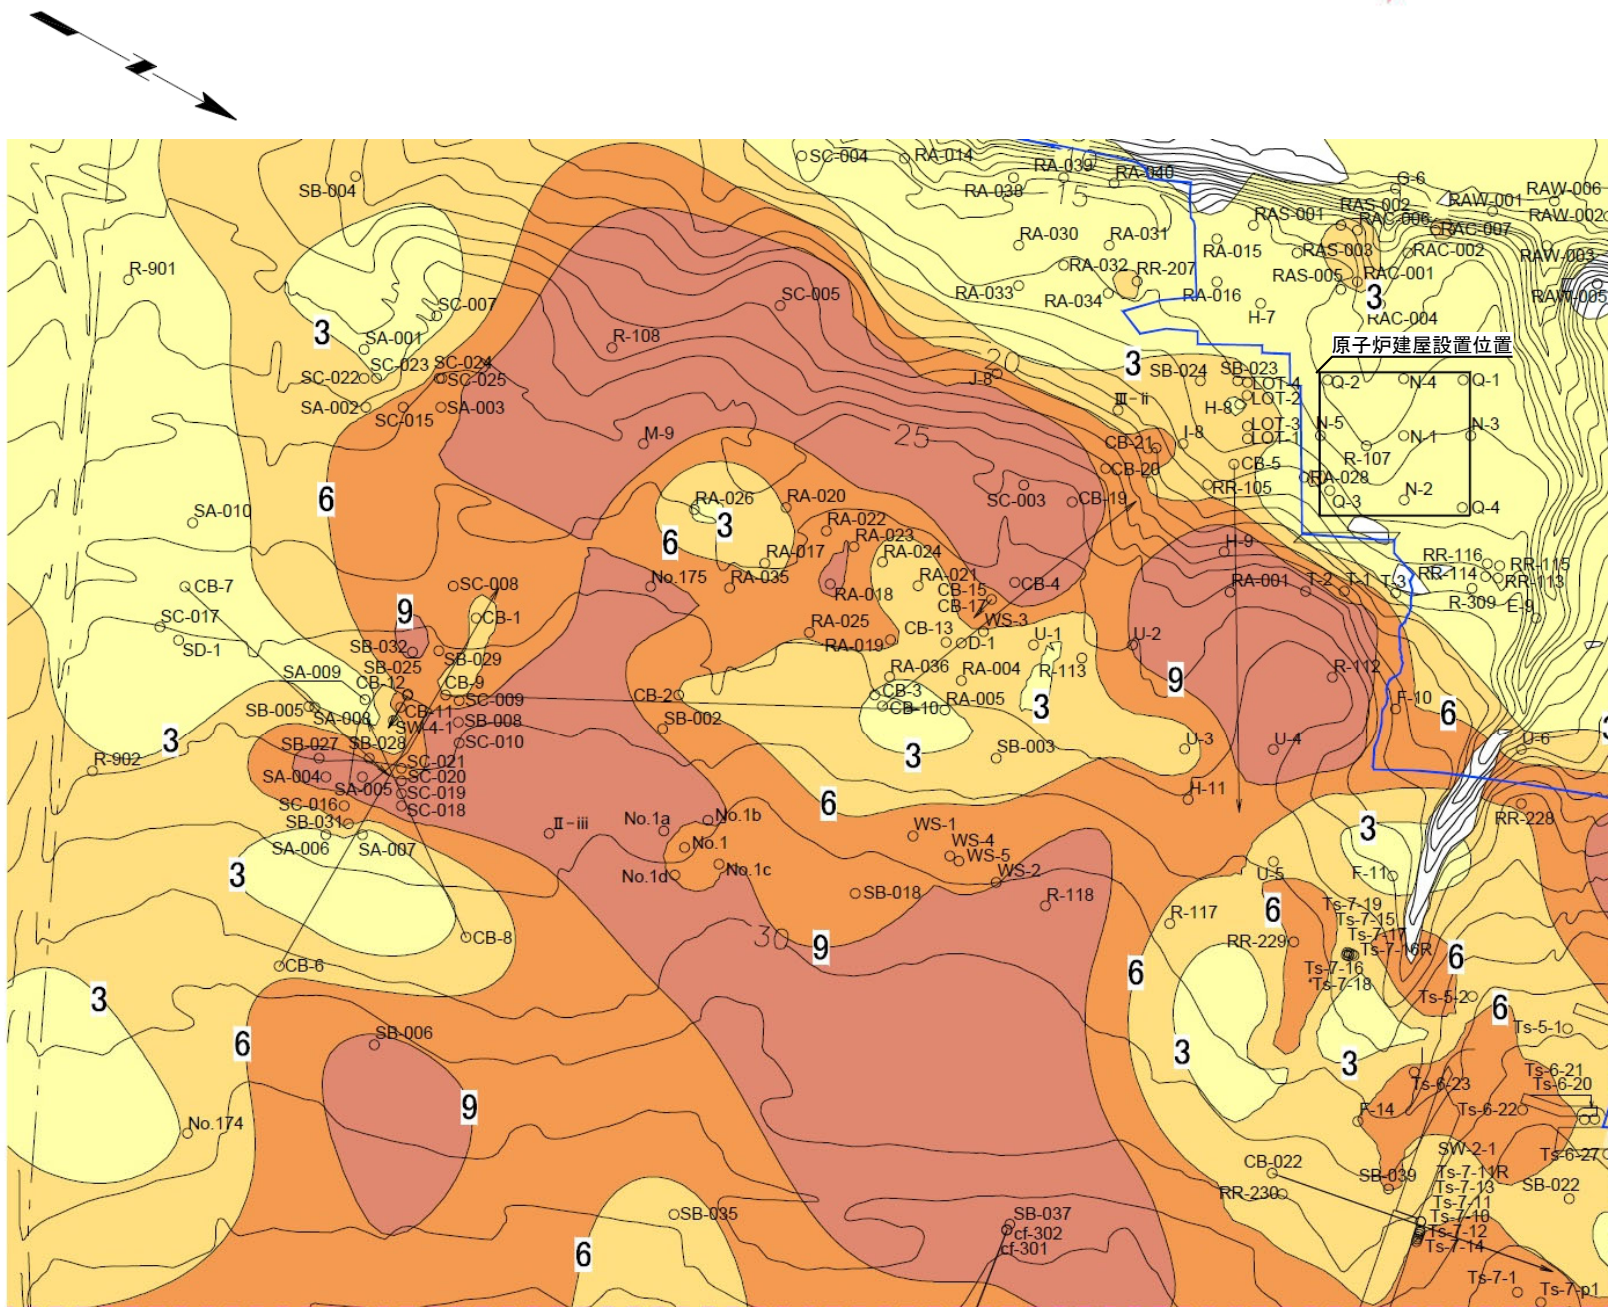 Z
SC-004
RA-014
RA-039
RA-040
RA-038
15
G-6
RAW-001
RAW-006
RAW-002
RAS-002
RAS-001
RAC-006
RAC-007
SB-004
RA-030
RA-031
RA-015
RAS-003
RAC-002
RAW-003
R-901
RA-032
RR-207
RAS-005
RAC-001
RA-033
RA-034
RA-016
3
RAW-005
SC-007
SC-005
H-7
RAC-004
3
SA-001
R-108
原子炉建屋設置位置
SC-023
SC-024
20
3
SC-022
SC-025
J-8
SB-024
SB-023
LOT-4
Q-2
N-4
Q-1
LOT-2
SA-002
SC-015
SA-003
III-ii
H-8
LOT-3
LOT-1
N-5
N-1
N-3
M-9
25
CB-21
I-8
R-107
CB-20
CB-5
6
RA-026
RA-020
SC-003
CB-19
RR-105
RA-028
Q-3
N-2
Q-4
SA-010
3
RA-022
6
RA-023
H-9
RA-017
RA-024
RR-116
RR-115
CB-7
SC-008
No.175
RA-035
RA-018
RA-021
CB-15
CB-4
RA-001
T-2
T-1
T-3
RR-114
RR-113
R-309
9
CB-17
E-9
SC-017
CB-1
RA-025
WS-3
SD-1
SB-032
SB-029
RA-019
CB-13
D-1
U-1
U-2
SB-025
SA-009
CB-12
CB-9
RA-036
RA-004
R-113
9
R-112
SC-009
CB-2
CB-3
RA-005
3
F-10
6
SB-005
SA-008
CB-11
CB-10
SW-4-1
SB-008
SB-002
3
SB-027
SB-028
SC-010
3
SB-003
U-3
U-4
U-6
R-902
SC-021
SA-004
SC-020
SA-005
SC-019
H-11
SC-016
SC-018
6
SB-031
II-iii
No.1a
No.1b
3
RR-228
SA-006
SA-007
No.1
WS-1
WS-4
WS-5
3
No.1d
No.1c
WS-2
U-5
F-11
SB-018
R-118
6
Ts-7-19
R-117
Ts-7-15
CB-8
30
9
RR-229
Ts-7-17
Ts-7-16R
6
CB-6
6
Ts-7-16
Ts-7-18
3
Ts-5-2
6
Ts-5-1
SB-006
6
3
3
Ts-6-21
Ts-6-23
Ts-6-20
9
Ts-6-22
F-14
No.174
SW-2-1
Ts-6-27
CB-022
Ts-7-11R
SB-039
Ts-7-13
SB-022
RR-230
Ts-7-11
SB-035
SB-037
Ts-7-10
cf-302
Ts-7-12
cf-301
Ts-7-14
6
Ts-7-1
Ts-7-p1